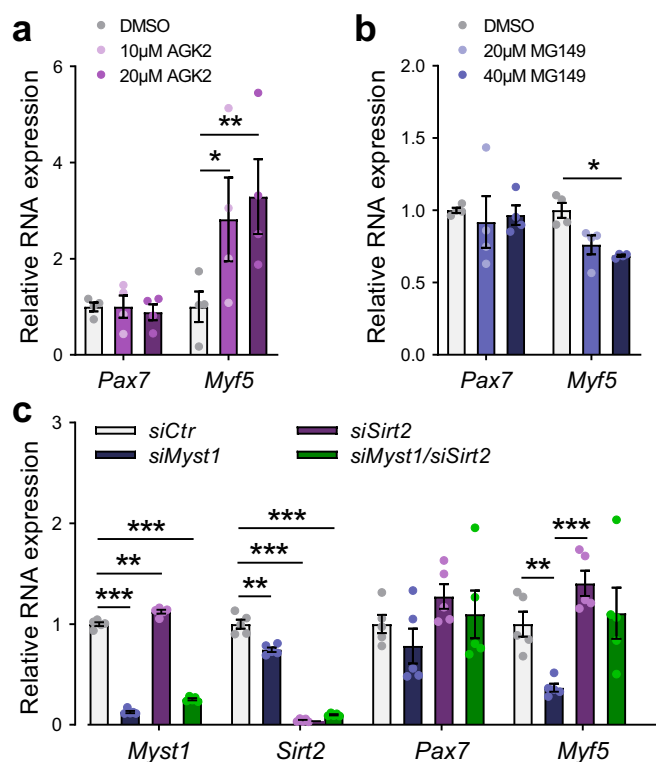 a
DMSO
10μM AGK2
20μM AGK2
Relative RNA expression
6
4
2
0
*
**
Pax7
Myf5
b
DMSO
20μM MG149
40μM MG149
Relative RNA expression
1.0
1.0
0.5
0.0
*
Pax7
Myf5
c
siCtr
siMyst1
siSirt2
siMyst1/siSirt2
Relative RNA expression
3
2
1
0
***
**
***
***
***
**
***
**
Myst1
Sirt2
Pax7
Myf5